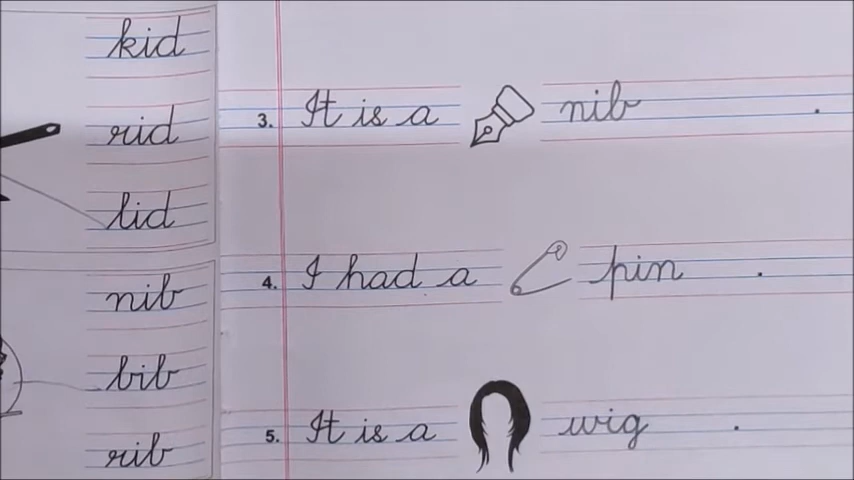 kid
rid
lid
nib
bib
rib
3. It is a nib .
4. I had a pin .
5. It is a wig .